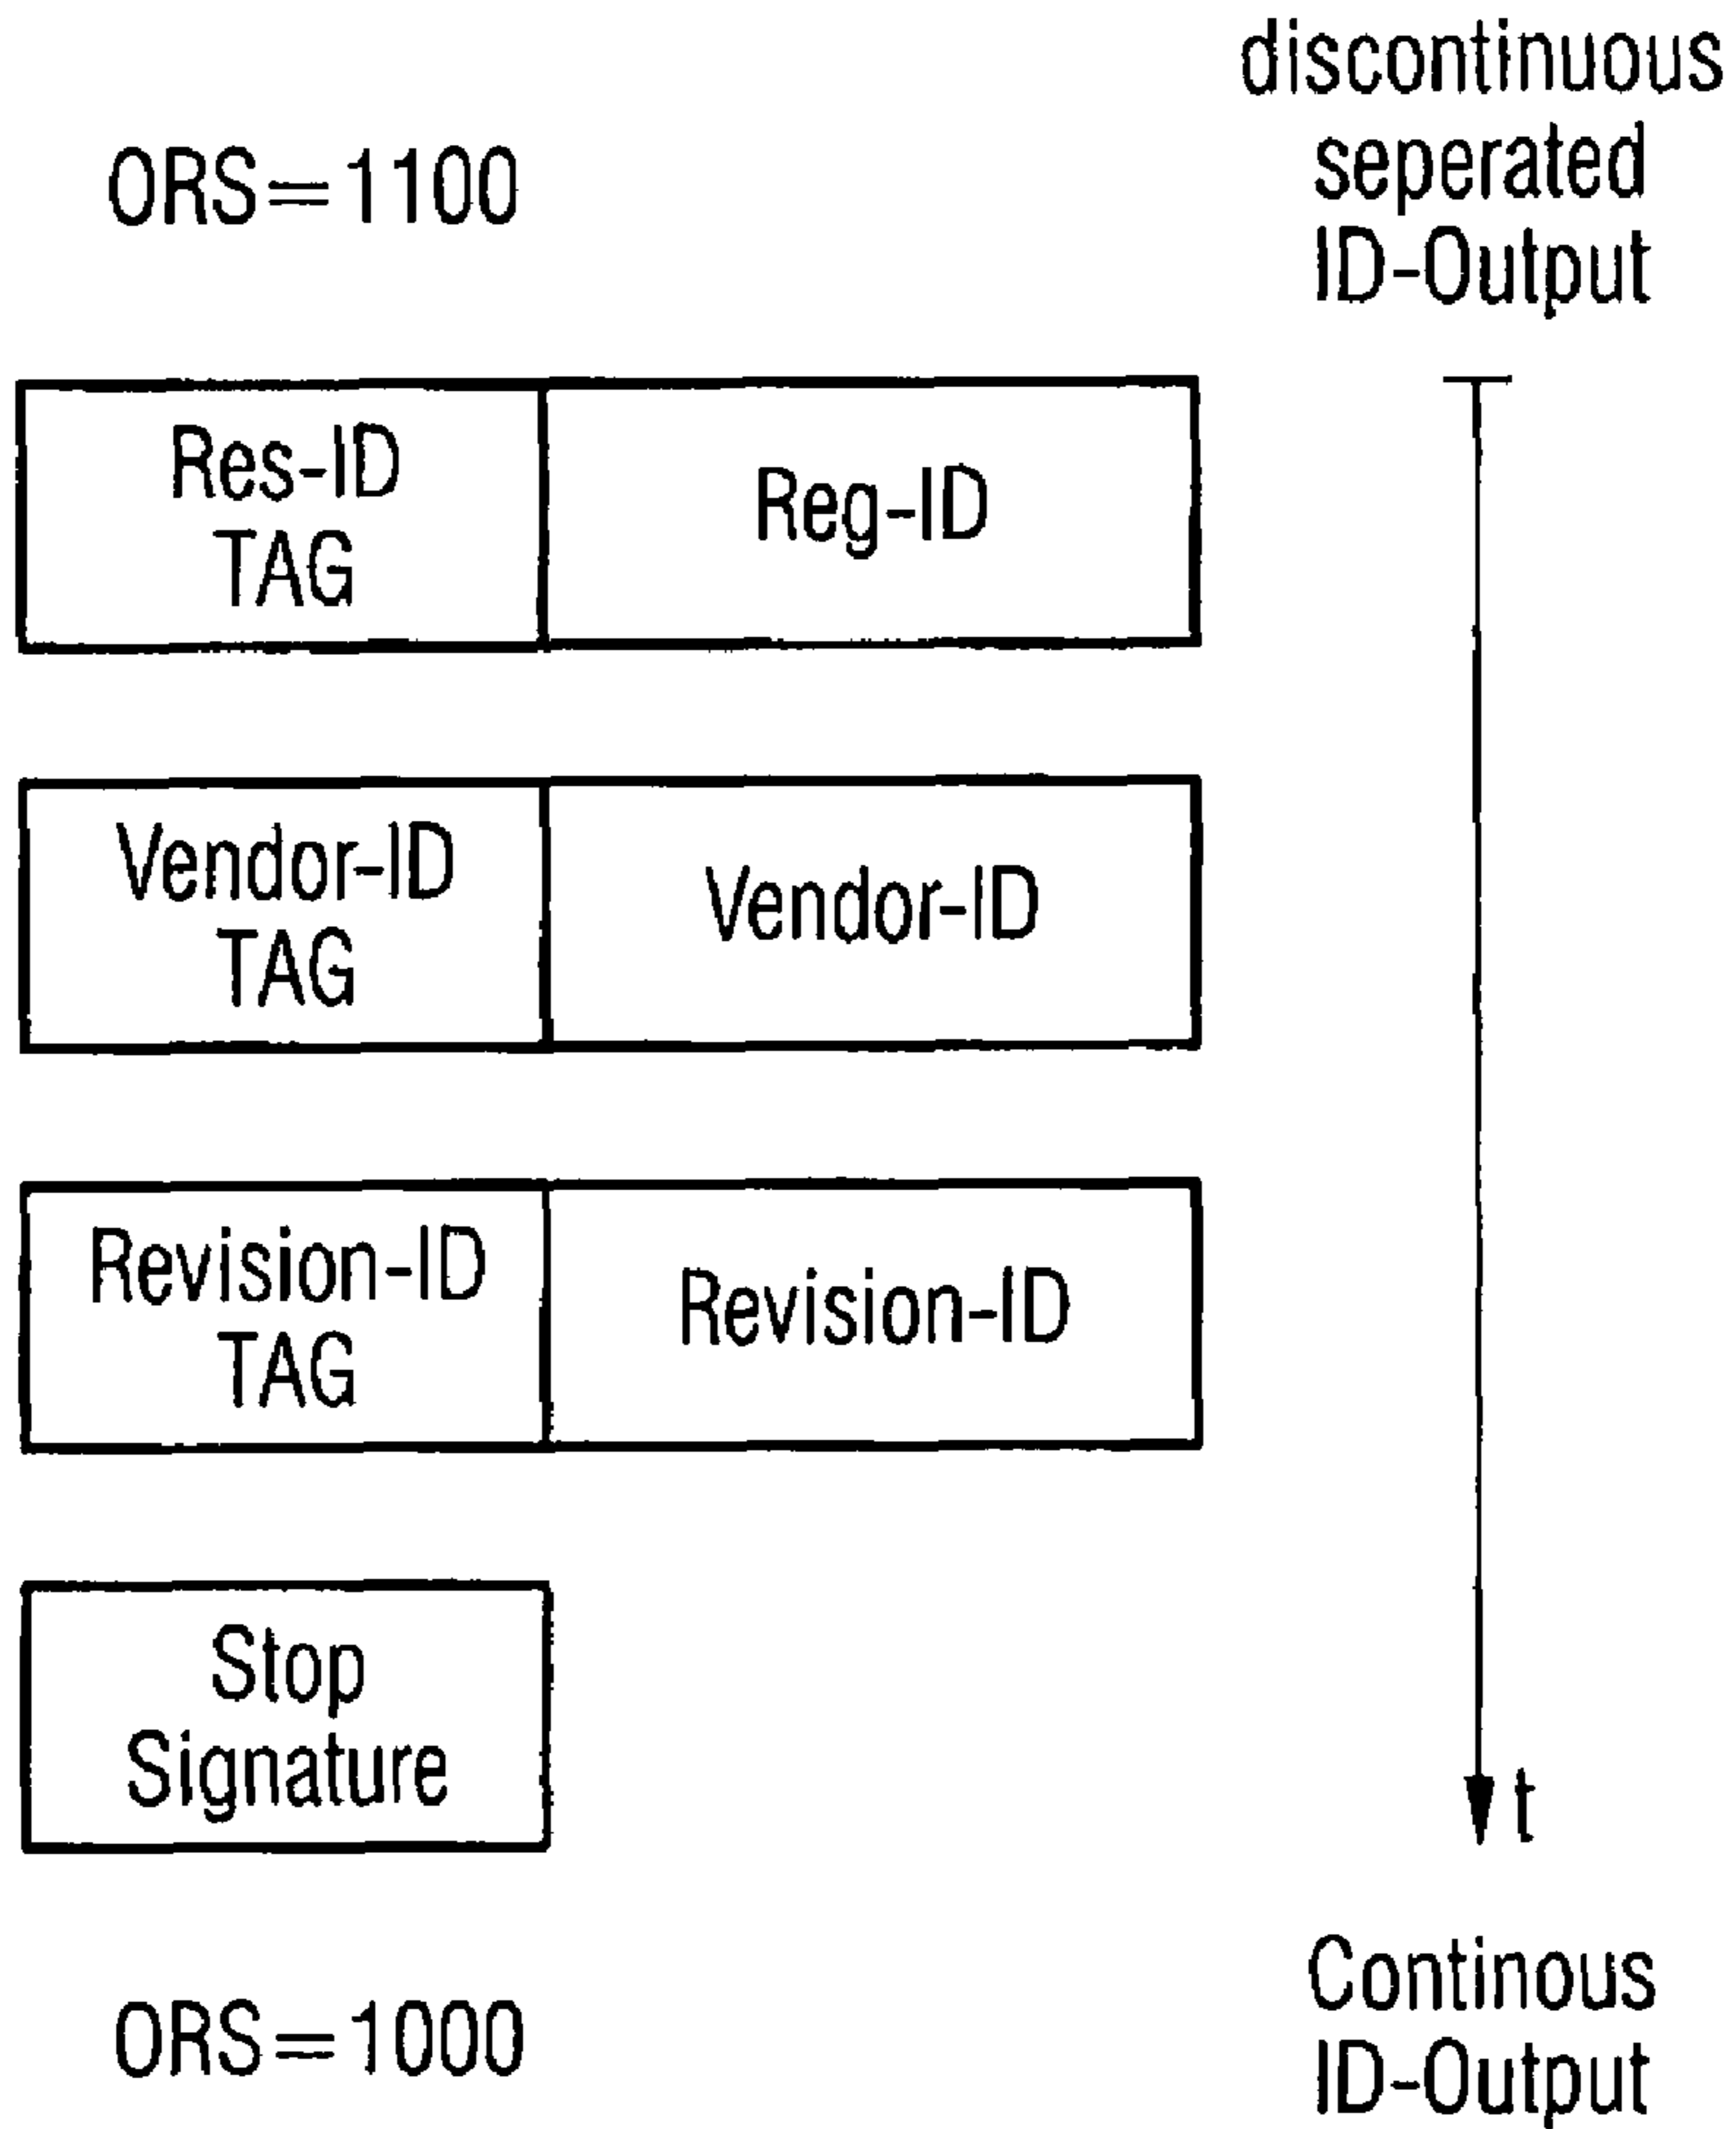 discontinuous
seperated
ID-Output
ORS=1100
Res-ID
TAG
Reg-ID
Vendor-ID
TAG
Vendor-ID
Revision-ID
TAG
Revision-ID
Stop
Signature
t
ORS=1000
Continous
ID-Output